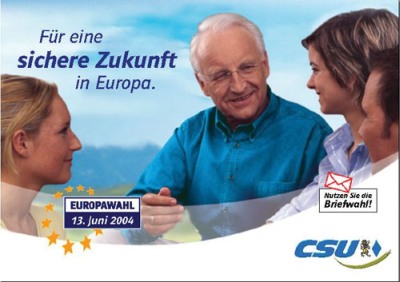 Für eine
sichere Zukunft
in Europa.
EUROPAWAHL
13. Juni 2004
Nutzen Sie die
Briefwahl!
CSU